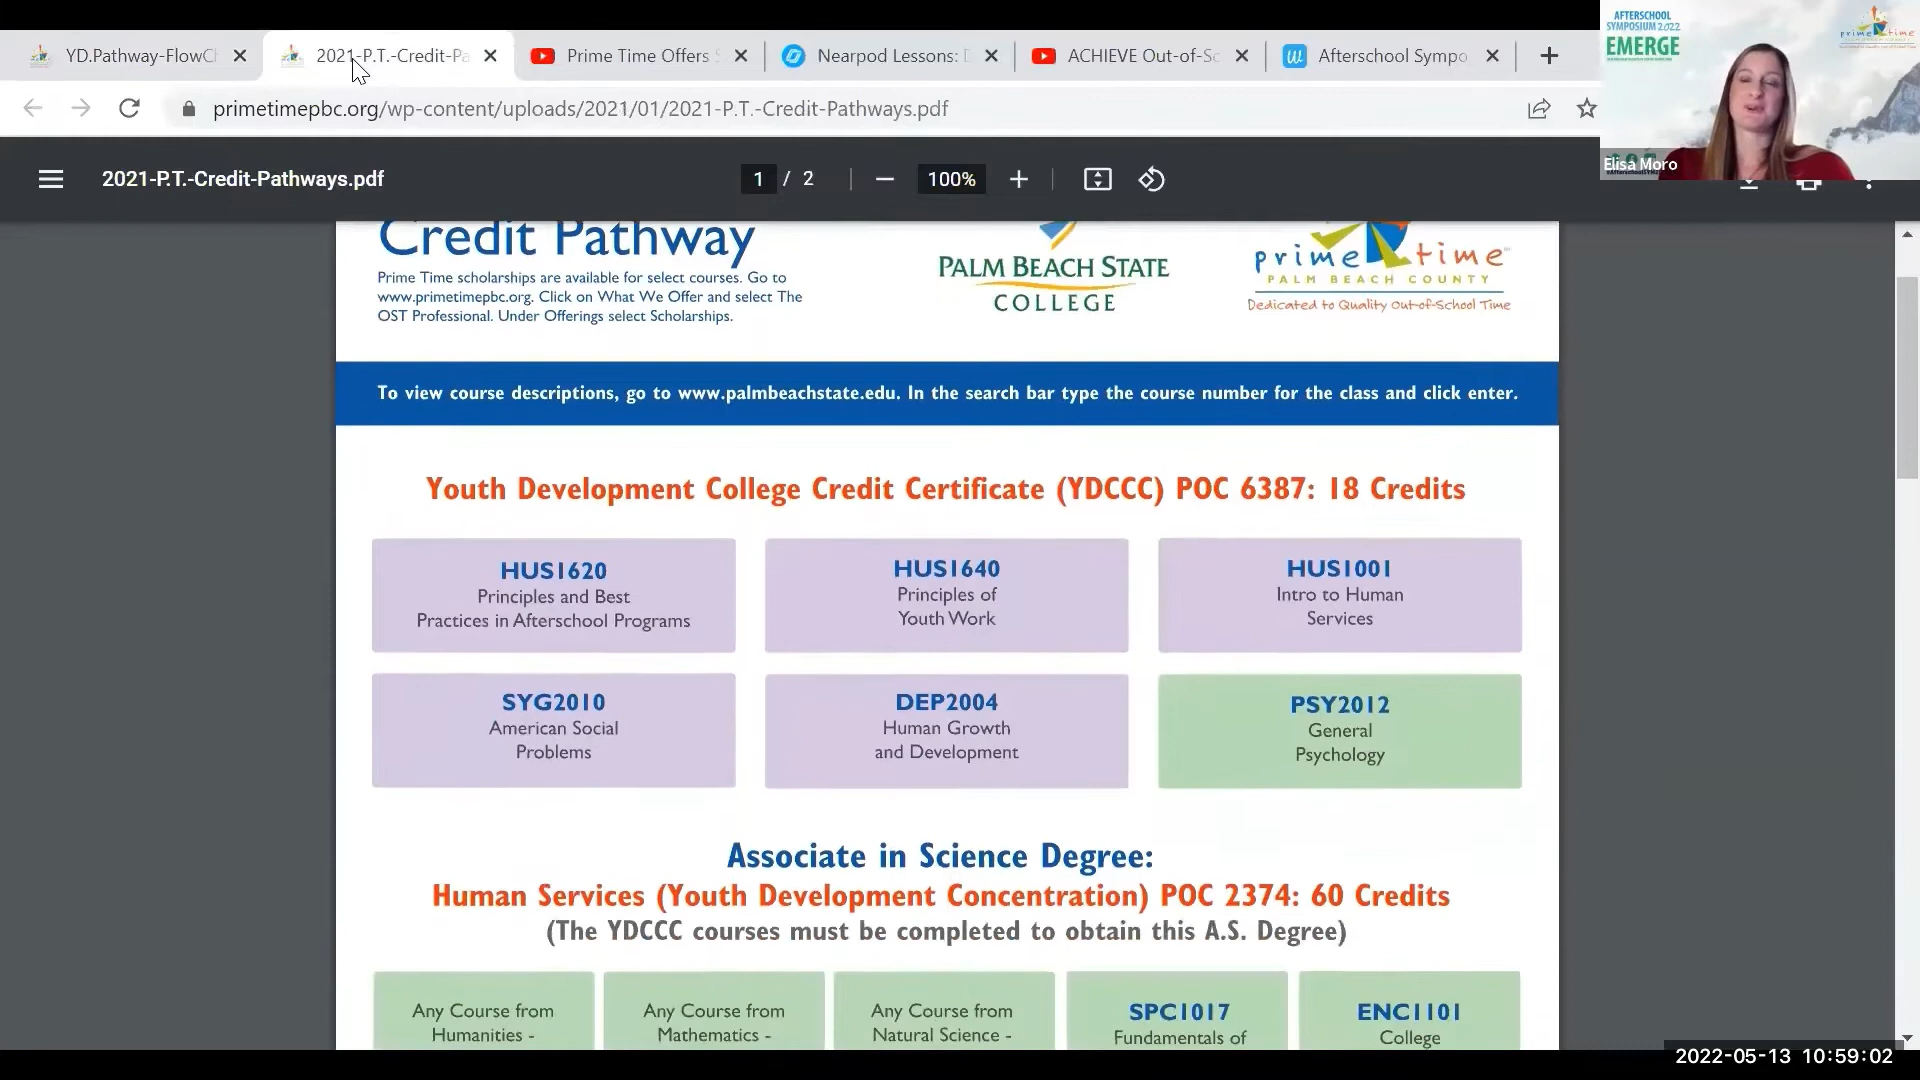 YD.Pathway-FlowCh
2021-P.T.-Credit-Pa
Prime Time Offers
Nearpod Lessons: D
ACHIEVE Out-of-Sc
Afterschool Sympo
AFTERSCHOOL
SYMPOSIUM 2022
EMERGE
prime time
Elisa Moro
primetimepbc.org/wp-content/uploads/2021/01/2021-P.T.-Credit-Pathways.pdf
2021-P.T.-Credit-Pathways.pdf
1 / 2
100%
Credit Pathway
Prime Time scholarships are available for select courses. Go to
www.primetimepbc.org. Click on What We Offer and select The
OST Professional. Under Offerings select Scholarships.
PALM BEACH STATE
COLLEGE
prime time
PALM BEACH COUNTY
Dedicated to Quality Out-of-School Time
To view course descriptions, go to www.palmbeachstate.edu. In the search bar type the course number for the class and click enter.
Youth Development College Credit Certificate (YDCCC) POC 6387: 18 Credits
HUS1620
Principles and Best
Practices in Afterschool Programs
HUS1640
Principles of
Youth Work
HUS1001
Intro to Human
Services
SYG2010
American Social
Problems
DEP2004
Human Growth
and Development
PSY2012
General
Psychology
Associate in Science Degree:
Human Services (Youth Development Concentration) POC 2374: 60 Credits
(The YDCCC courses must be completed to obtain this A.S. Degree)
Any Course from
Humanities -
Any Course from
Mathematics -
Any Course from
Natural Science -
SPC1017
Fundamentals of
ENC1101
College
2022-05-13 10:59:02